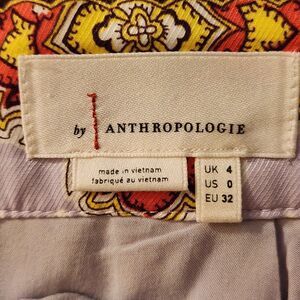 by ANTHROPOLOGIE
made in vietnam
fabriqué au vietnam
UK 4
US 0
EU 32